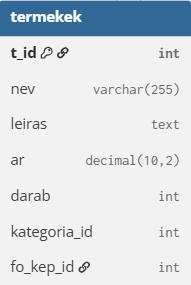 termekek
t_id int
nev varchar(255)
leiras text
ar decimal(10,2)
darab int
kategoria_id int
fo_kep_id int